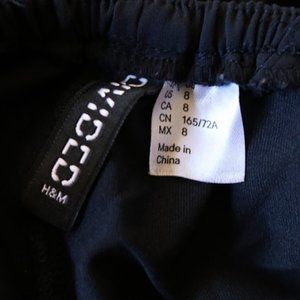 DIVIDED
H&M
US 8
CA 8
CN 165/72A
MX 8
Made in
China